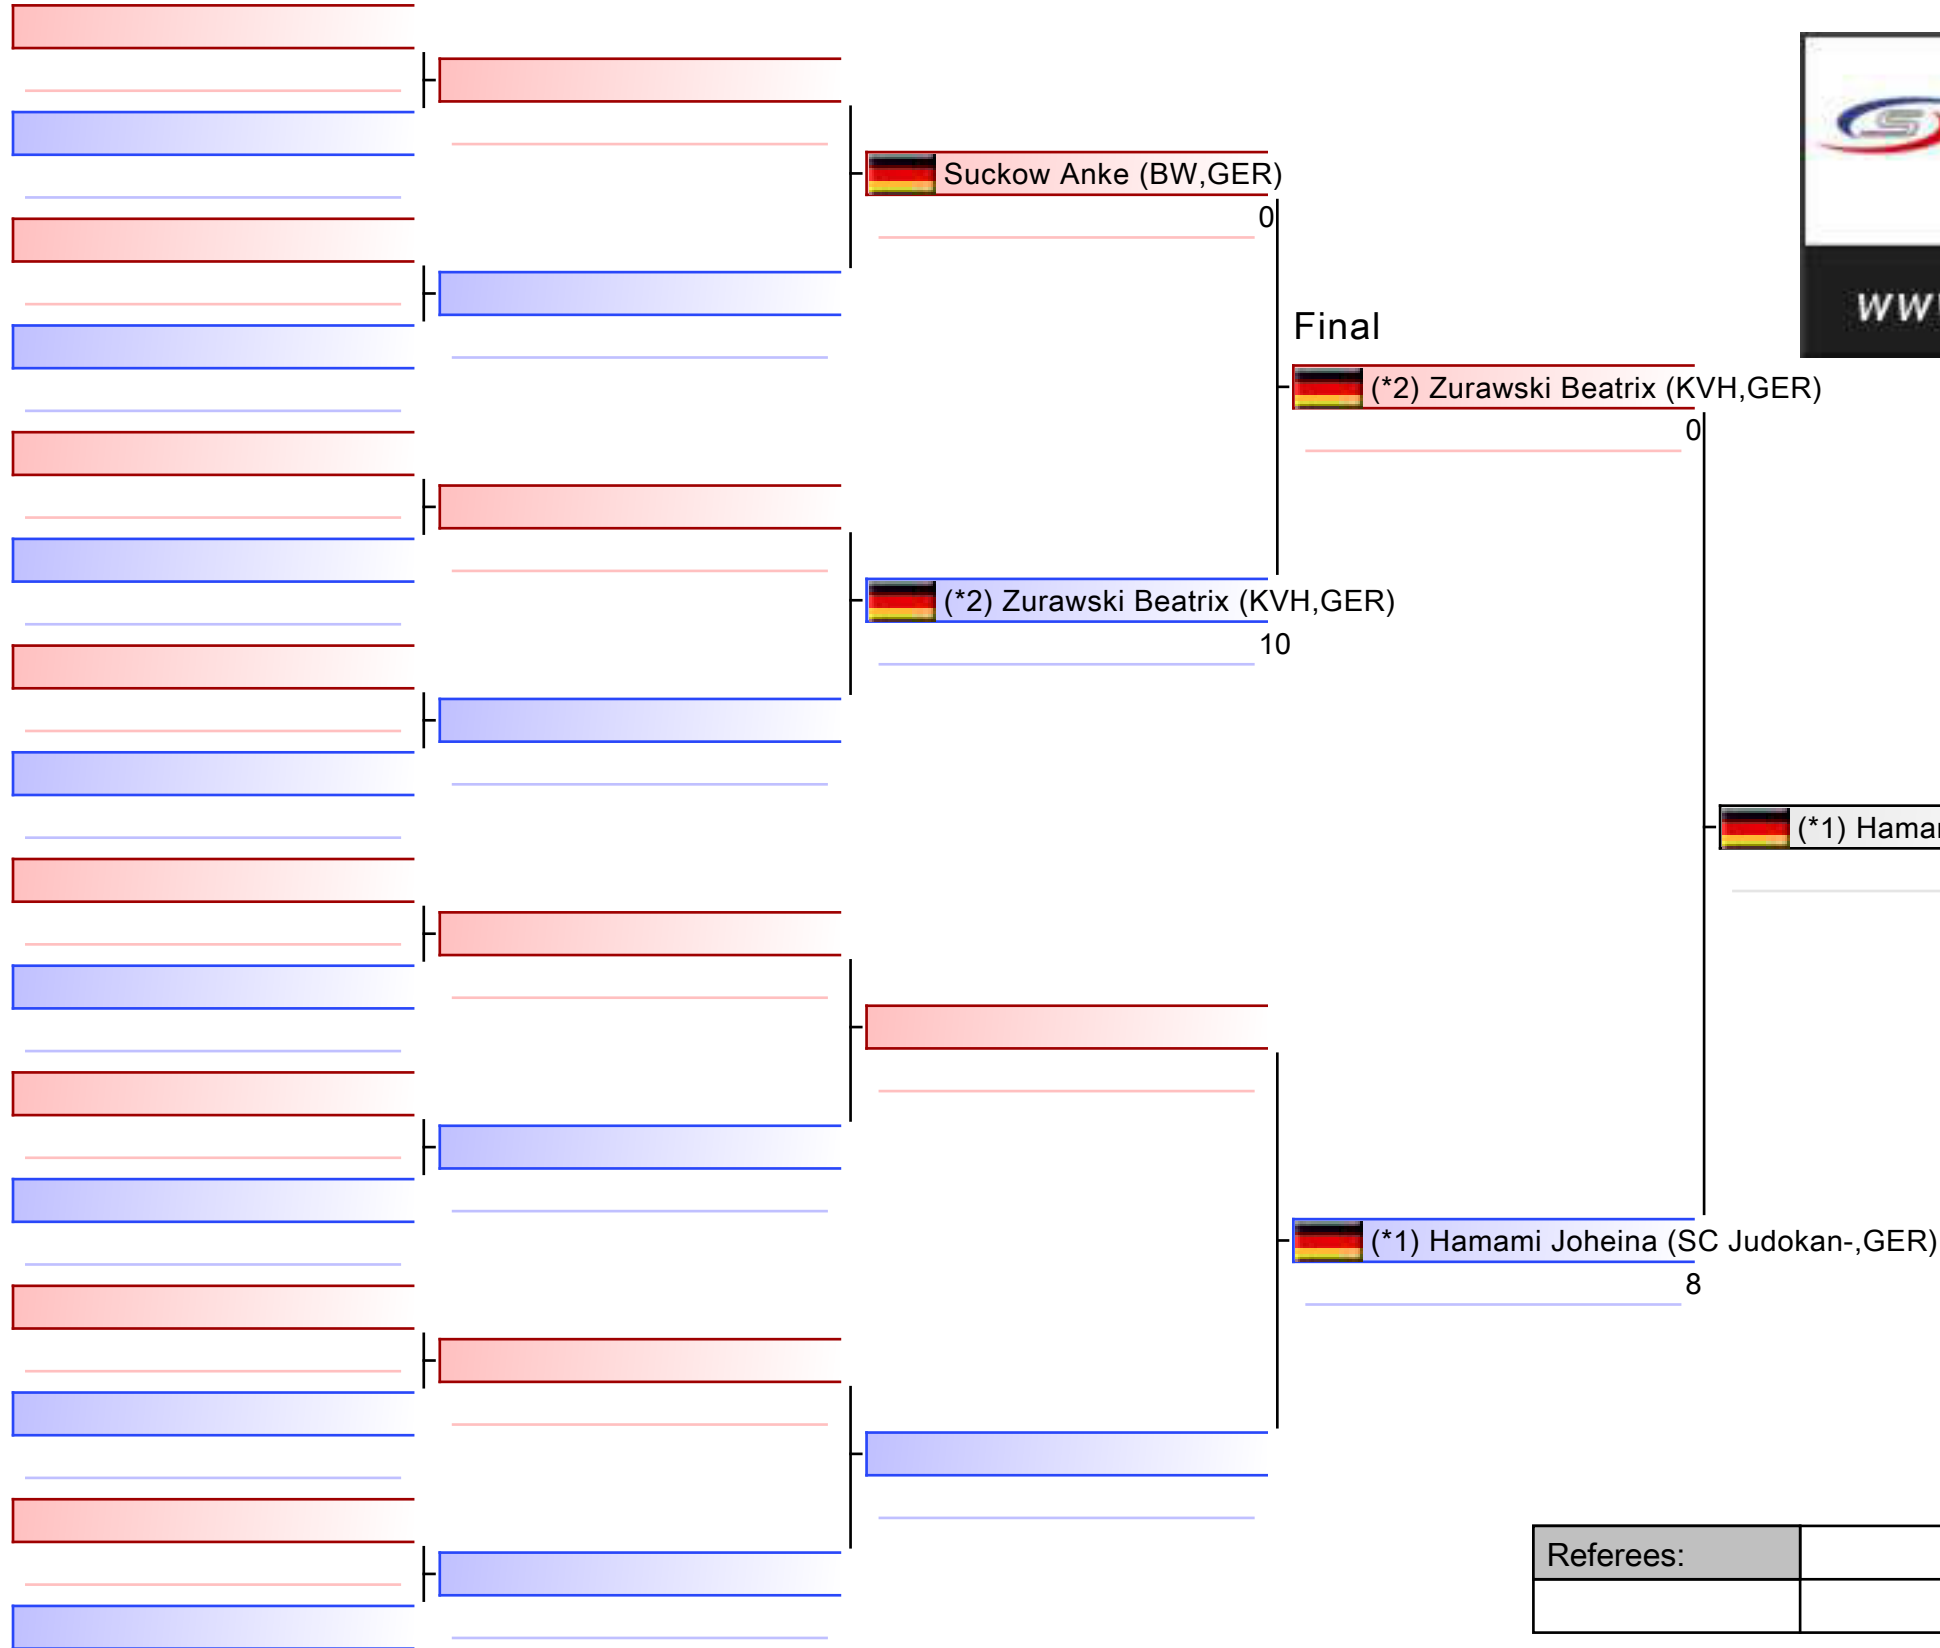 Suckow Anke (BW,GER)
0
Final
(*2) Zurawski Beatrix (KVH,GER)
0
(*2) Zurawski Beatrix (KVH,GER)
10
(*1)
(*1) Hamami Joheina (SC Judokan-,GER)
8
Referees: